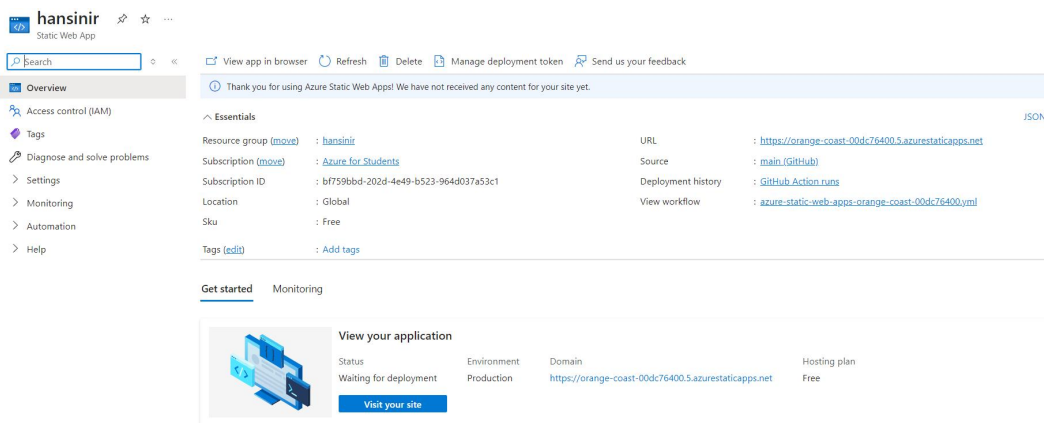 hansinir
Static Web App
Search
Overview
Access control (IAM)
Tags
Diagnose and solve problems
Settings
Monitoring
Automation
Help
View app in browser Refresh Delete Manage deployment token Send us your feedback
Thank you for using Azure Static Web Apps! We have not received any content for your site yet.
Essentials JSON
Resource group (move) : hansinir URL : https://orange-coast-00dc76400.5.azurestaticapps.net
Subscription (move) : Azure for Students Source : main (GitHub)
Subscription ID : bf759bbd-202d-4e49-b523-964d037a53c1 Deployment history : GitHub Action runs
Location : Global View workflow : azure-static-web-apps-orange-coast-00dc76400.yml
Sku : Free
Tags (edit) : Add tags
Get started Monitoring
View your application
Status Environment Domain Hosting plan
Waiting for deployment Production https://orange-coast-00dc76400.5.azurestaticapps.net Free
Visit your site